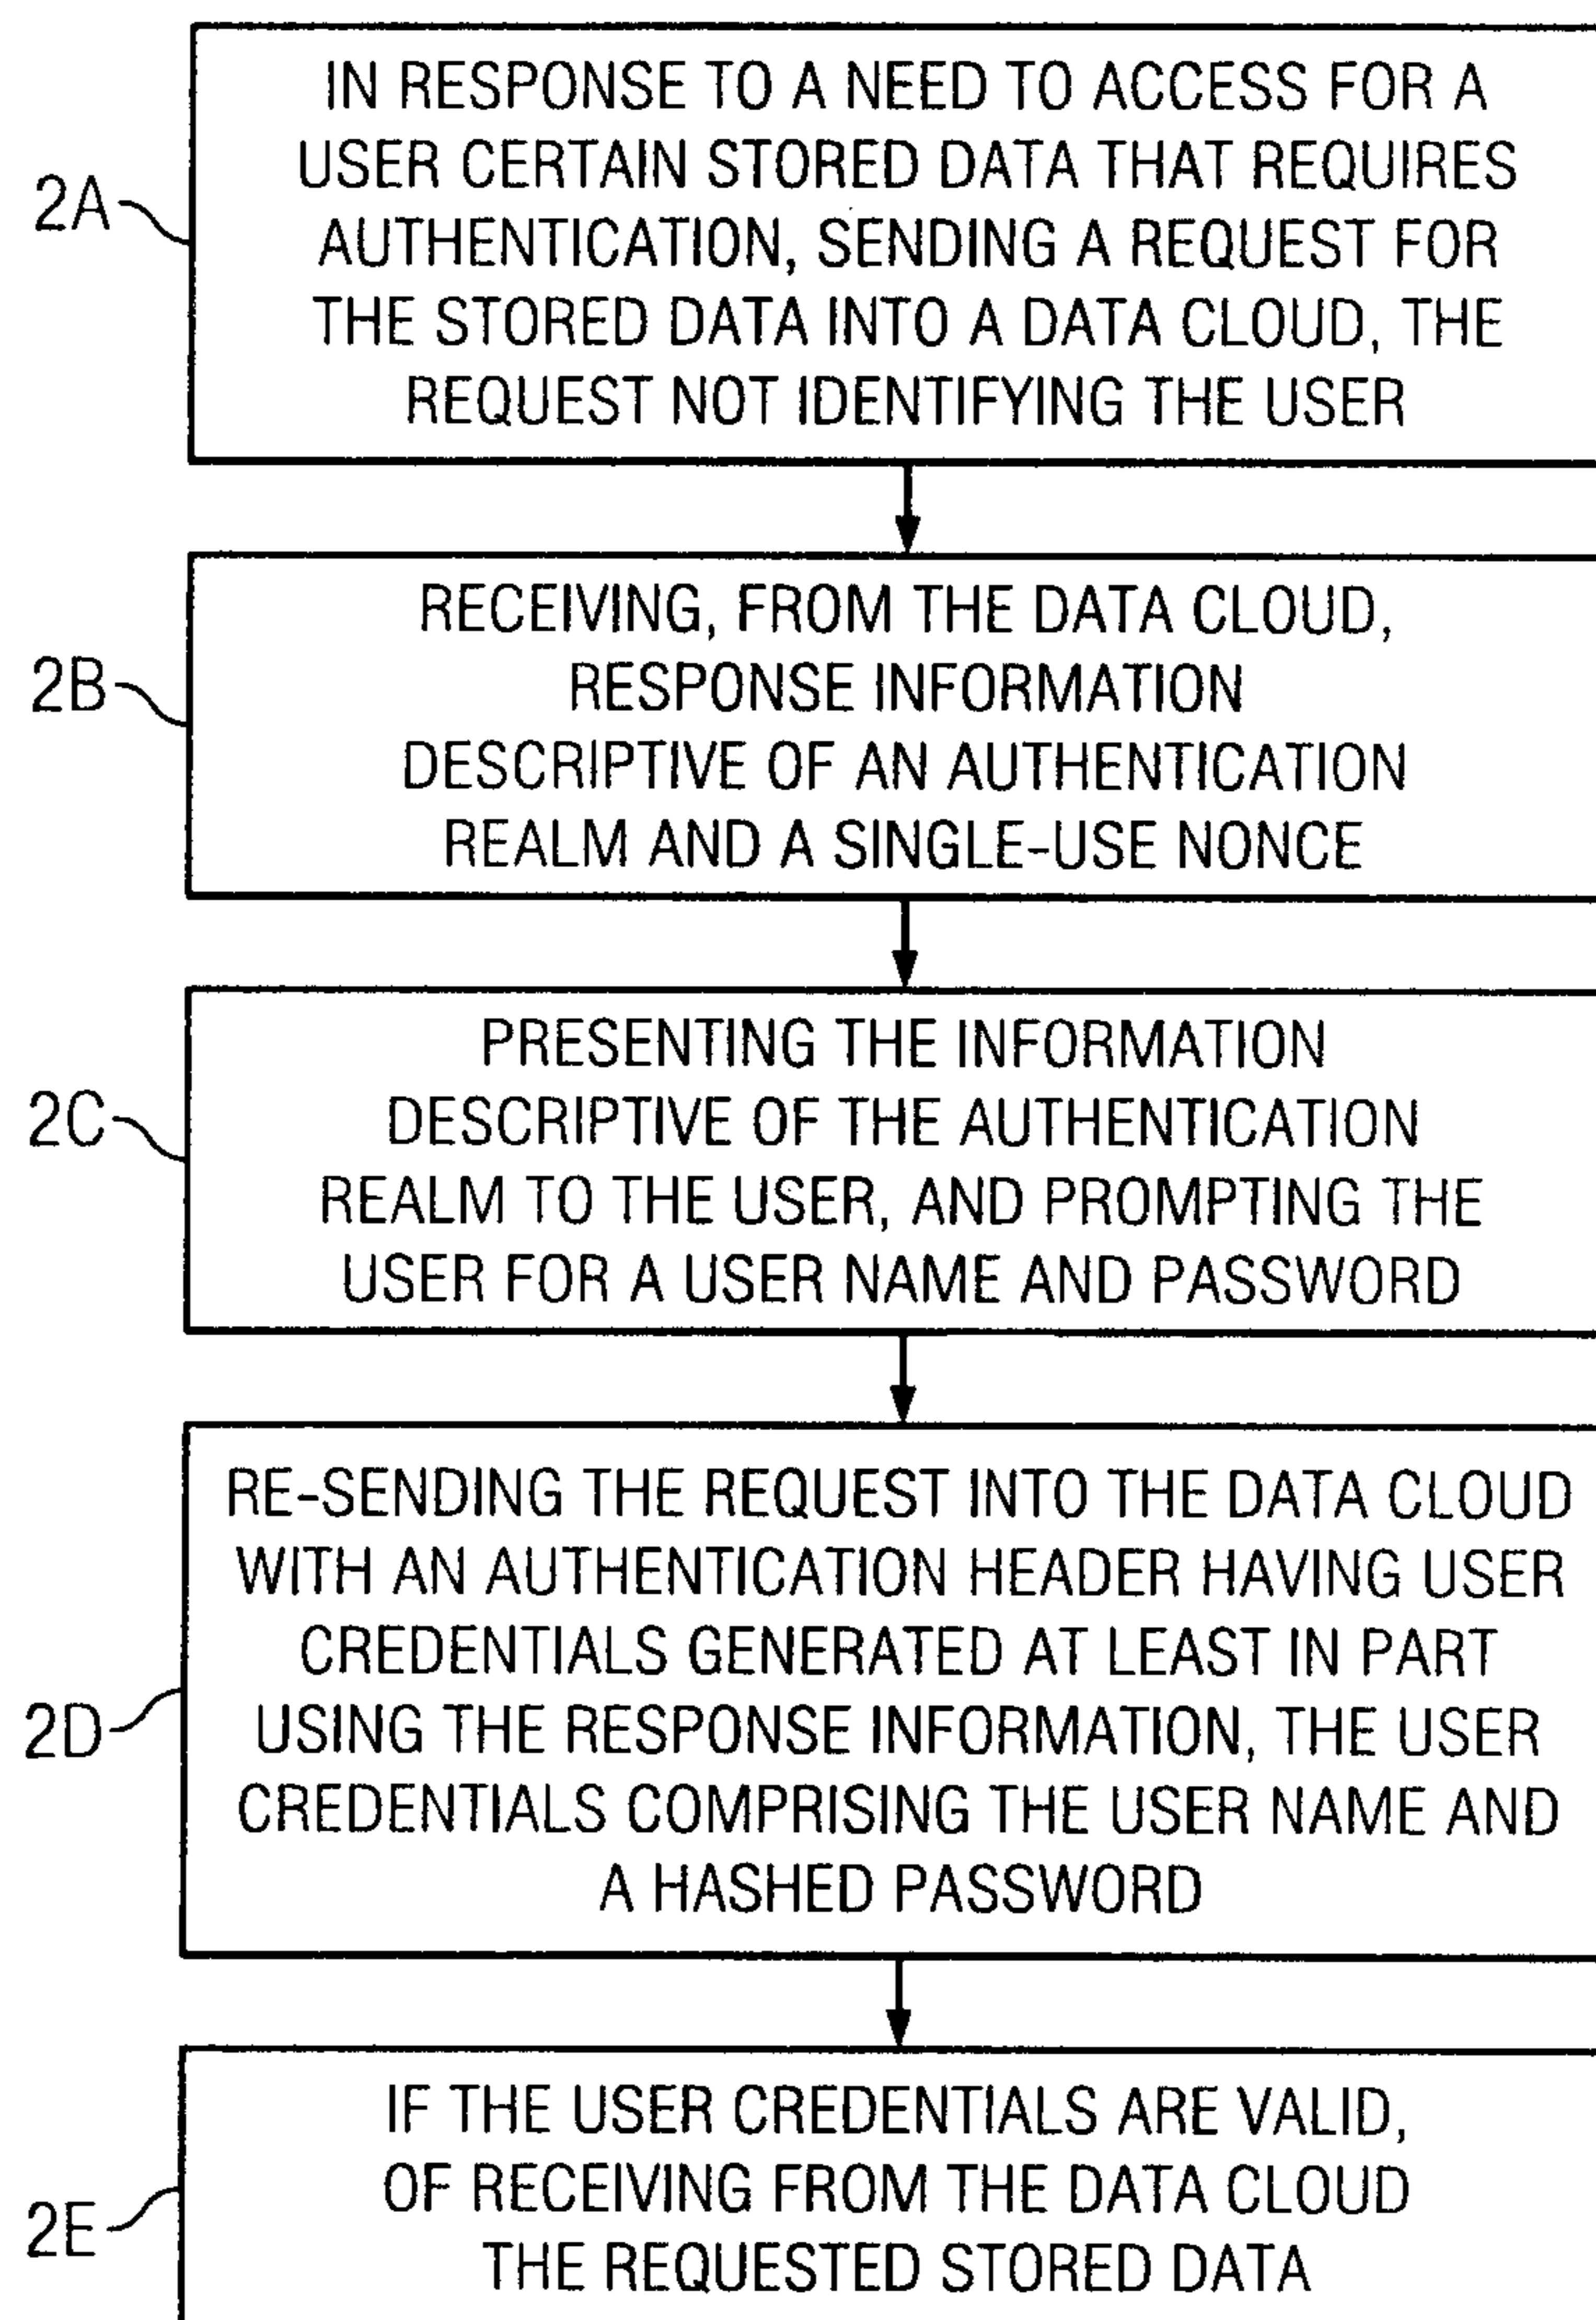 IN RESPONSE TO A NEED TO ACCESS FOR A
USER CERTAIN STORED DATA THAT REQUIRES
2A
AUTHENTICATION, SENDING A REQUEST FOR
THE STORED DATA INTO A DATA CLOUD, THE
REQUEST NOT IDENTIFYING THE USER
RECEIVING, FROM THE DATA CLOUD,
2B
RESPONSE INFORMATION
DESCRIPTIVE OF AN AUTHENTICATION
REALM AND A SINGLE-USE NONCE
PRESENTING THE INFORMATION
2C
DESCRIPTIVE OF THE AUTHENTICATION
REALM TO THE USER, AND PROMPTING THE
USER FOR A USER NAME AND PASSWORD
RE-SENDING THE REQUEST INTO THE DATA CLOUD
WITH AN AUTHENTICATION HEADER HAVING USER
CREDENTIALS GENERATED AT LEAST IN PART
2D
USING THE RESPONSE INFORMATION, THE USER
CREDENTIALS COMPRISING THE USER NAME AND
A HASHED PASSWORD
IF THE USER CREDENTIALS ARE VALID,
OF RECEIVING FROM THE DATA CLOUD
2E
THE REQUESTED STORED DATA